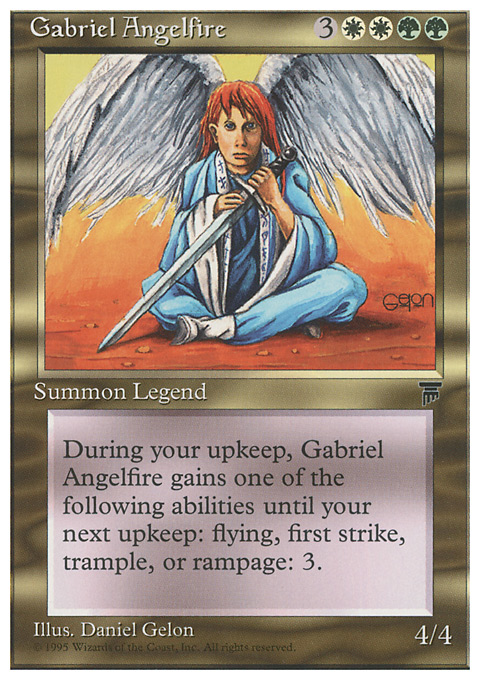 Gabriel Angelfire 3
Gelon
Summon Legend
During your upkeep, Gabriel
Angelfire gains one of the
following abilities until your
next upkeep: flying, first strike,
trample, or rampage: 3.
Illus. Daniel Gelon
4/4
© 1995 Wizards of the Coast, Inc. All rights reserved.